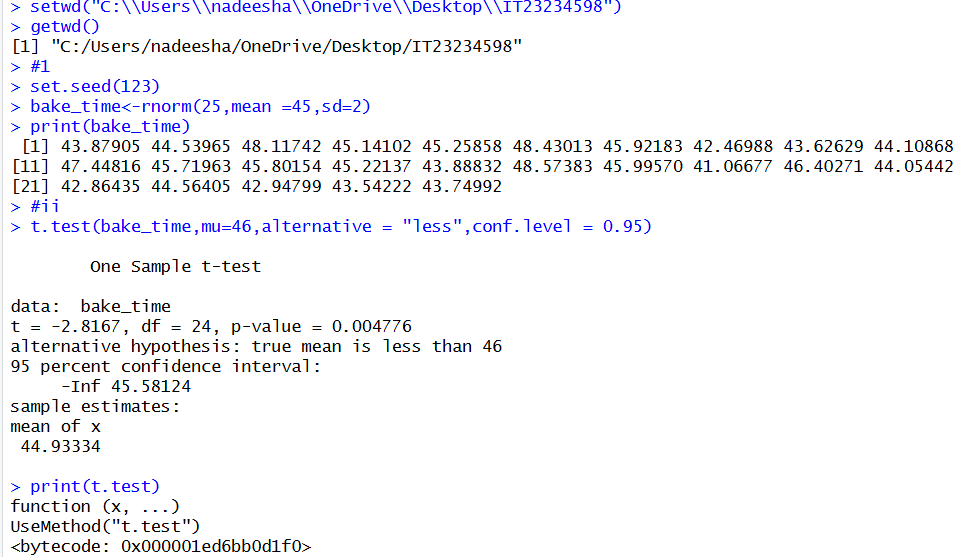 > setwd("C:\\Users\\nadeesha\\OneDrive\\Desktop\\IT23234598")
> getwd()
[1] "C:/Users/nadeesha/OneDrive/Desktop/IT23234598"
> #1
> set.seed(123)
> bake_time<-rnorm(25,mean =45,sd=2)
> print(bake_time)
 [1] 43.87905 44.53965 48.11742 45.14102 45.25858 48.43013 45.92183 42.46988 43.62629 44.10868
[11] 47.44816 45.71963 45.80154 45.22137 43.88832 48.57383 45.99570 41.06677 46.40271 44.05442
[21] 42.86435 44.56405 42.94799 43.54222 43.74992
> #ii
> t.test(bake_time,mu=46,alternative = "less",conf.level = 0.95)
        One Sample t-test
data:  bake_time
t = -2.8167, df = 24, p-value = 0.004776
alternative hypothesis: true mean is less than 46
95 percent confidence interval:
     -Inf 45.58124
sample estimates:
mean of x
 44.93334
> print(t.test)
function (x, ...)
UseMethod("t.test")
<bytecode: 0x000001ed6bb0d1f0>